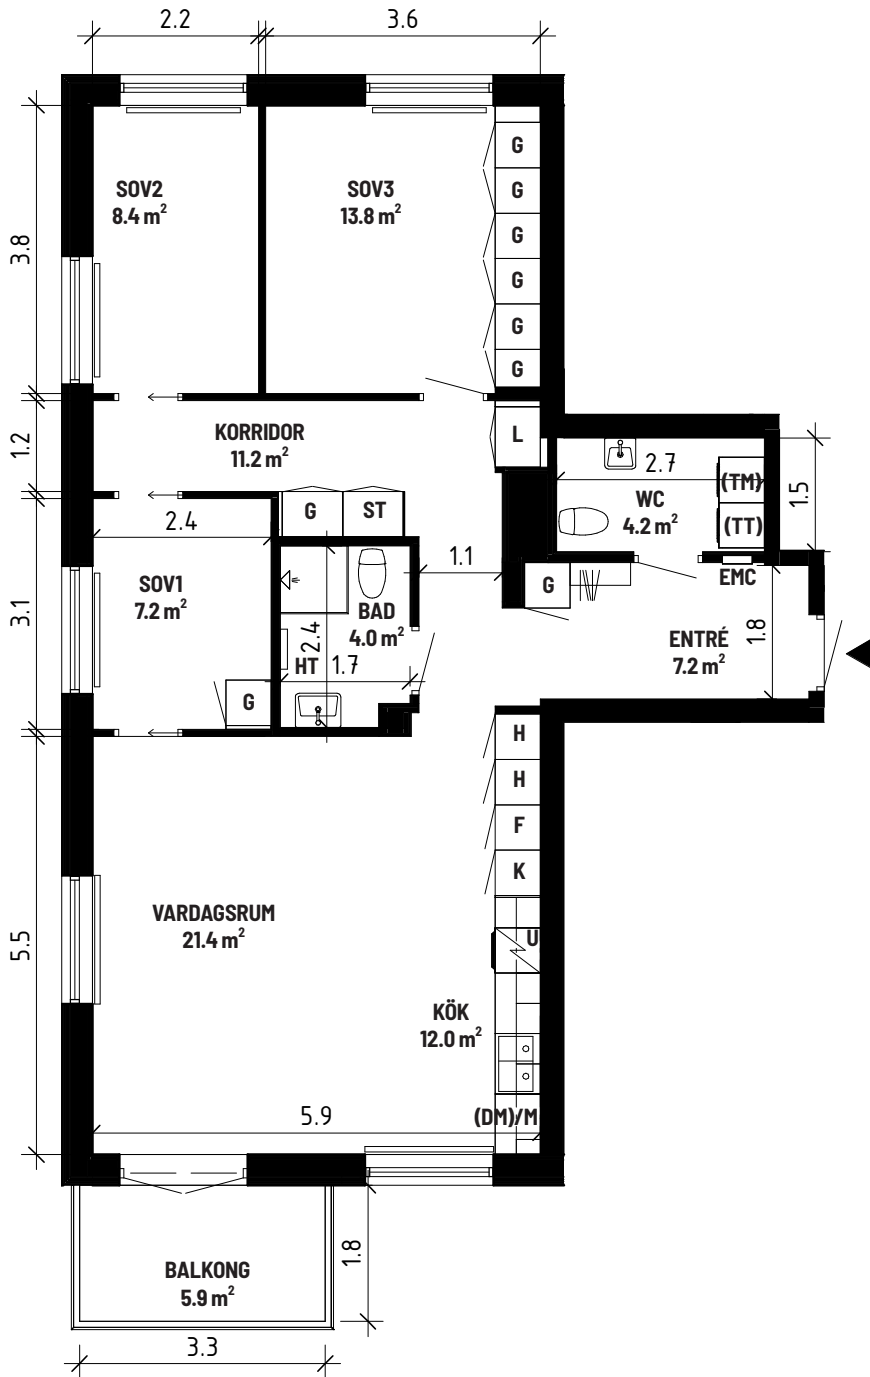 2.2
3.6
SOV2
8.4 m²
SOV3
13.8 m²
G
G
G
G
G
G
3.8
KORRIDOR
11.2 m²
L
1.2
2.7
(TM)
WC
4.2 m²
(TT)
1.5
G
ST
2.4
1.1
SOV1
7.2 m²
3.1
G
BAD
4.0 m²
2.4
HT
1.7
G
EMC
ENTRÉ
7.2 m²
1.8
H
H
F
K
VARDAGSRUM
21.4 m²
U
5.5
KÖK
12.0 m²
5.9
(DM)/M
BALKONG
5.9 m²
1.8
3.3